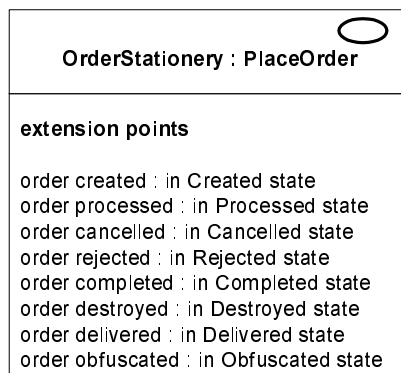 OrderStationery : PlaceOrder
extension points
order created : in Created state
order processed : in Processed state
order cancelled : in Cancelled state
order rejected : in Rejected state
order completed : in Completed state
order destroyed : in Destroyed state
order delivered : in Delivered state
order obfuscated : in Obfuscated state